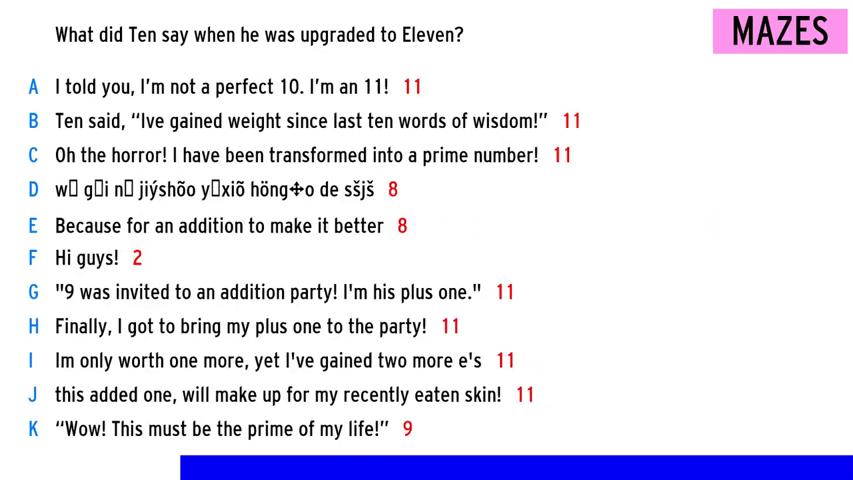 What did Ten say when he was upgraded to Eleven?
MAZES
A I told you, I'm not a perfect 10. I'm an 11! 11
B Ten said, “Ive gained weight since last ten words of wisdom!” 11
C Oh the horror! I have been transformed into a prime number! 11
D w▯ g▯i n▯ jiýshõo y▯xiõ höng✢o de sšjš 8
E Because for an addition to make it better 8
F Hi guys! 2
G "9 was invited to an addition party! I'm his plus one." 11
H Finally, I got to bring my plus one to the party! 11
I Im only worth one more, yet I've gained two more e's 11
J this added one, will make up for my recently eaten skin! 11
K “Wow! This must be the prime of my life!” 9